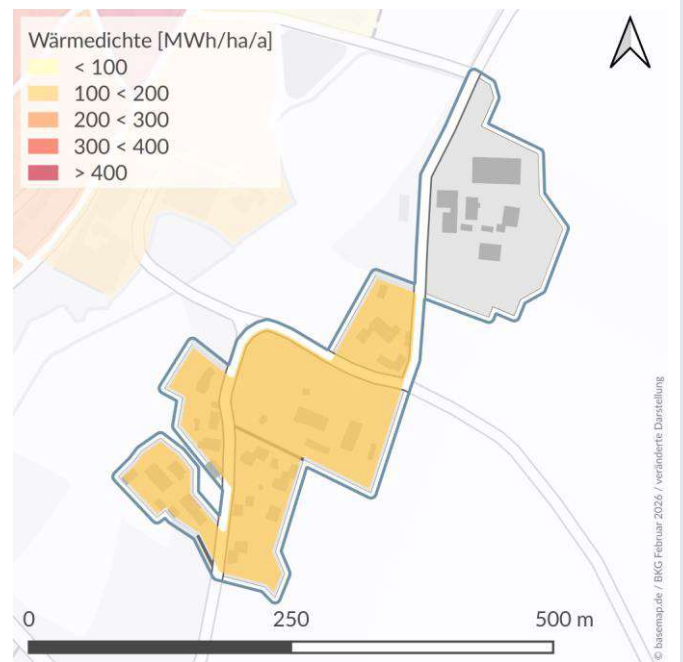 Wärmedichte [MWh/ha/a]
< 100
100 < 200
200 < 300
300 < 400
> 400
0 250 500 m
© basemap.de / BKG Februar 2026 / veränderte Darstellung